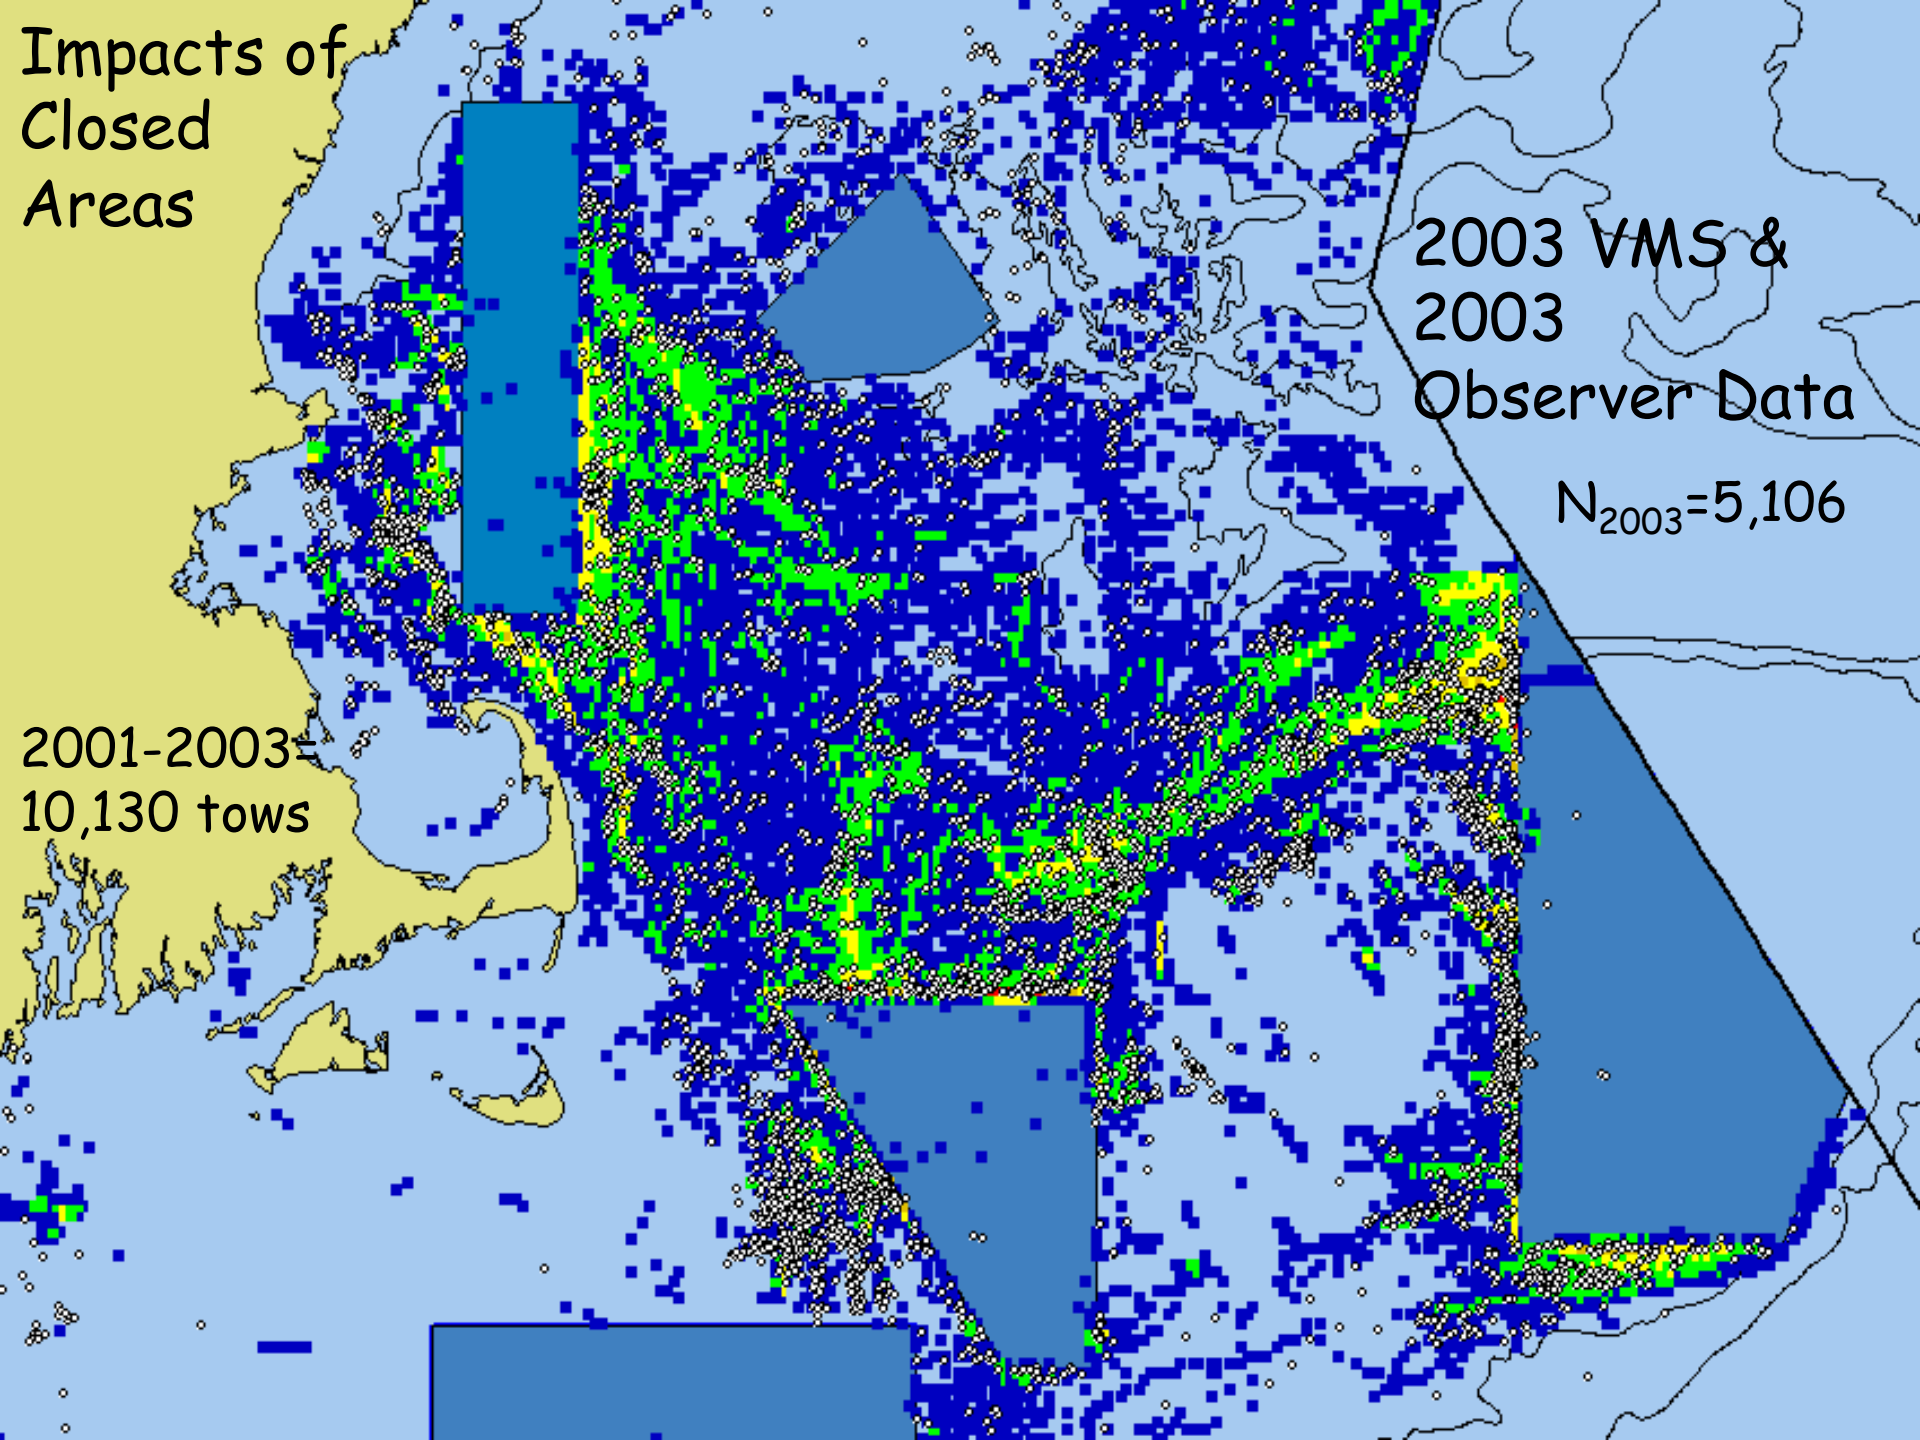 Impacts of
Closed
Areas
2003 VMS &
2003
Observer Data
N2003=5,106
2001-2003=
10,130 tows